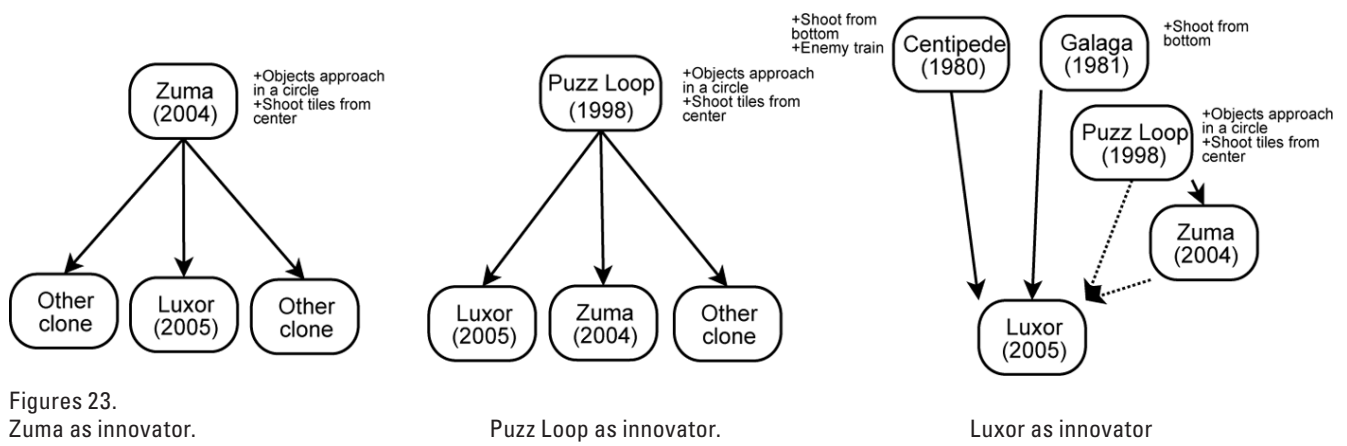 Zuma
(2004)
+Objects approach
in a circle
+Shoot tiles from
center
Other
clone
Luxor
(2005)
Other
clone
Puzz Loop
(1998)
+Objects approach
in a circle
+Shoot tiles from
center
Luxor
(2005)
Zuma
(2004)
Other
clone
+Shoot from
bottom
+Enemy train
Centipede
(1980)
Galaga
(1981)
+Shoot from
bottom
Puzz Loop
(1998)
+Objects approach
in a circle
+Shoot tiles from
center
Zuma
(2004)
Luxor
(2005)
Figures 23.
Zuma as innovator.
Puzz Loop as innovator.
Luxor as innovator